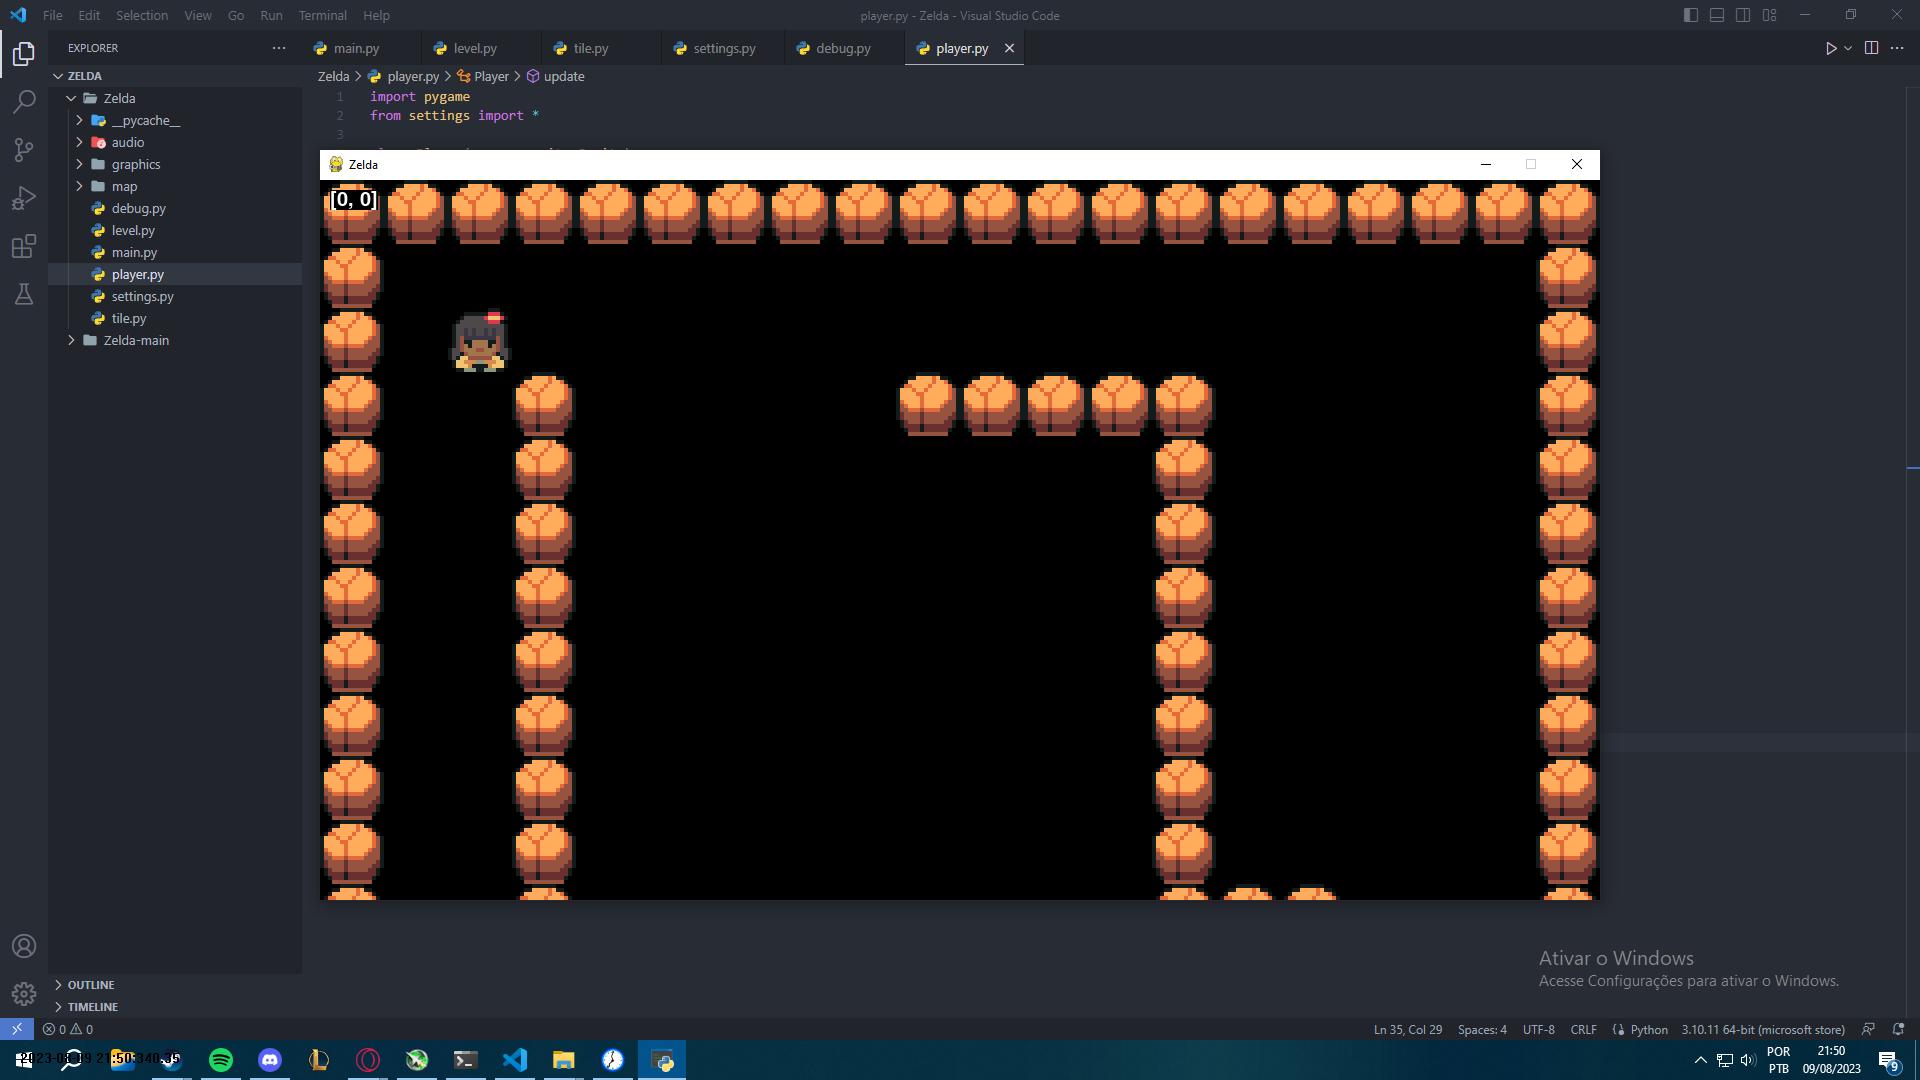 File Edit Selection View Go Run Terminal Help
player.py - Zelda - Visual Studio Code
EXPLORER
main.py level.py tile.py settings.py debug.py player.py
ZELDA
Zelda > player.py > Player > update
Zelda
__pycache__
audio
graphics
map
debug.py
level.py
main.py
player.py
settings.py
tile.py
Zelda-main
1 import pygame
2 from settings import *
3
Zelda
[0, 0]
OUTLINE
TIMELINE
Ativar o Windows
Acesse Configurações para ativar o Windows.
0 0
Ln 35, Col 29 Spaces: 4 UTF-8 CRLF Python 3.10.11 64-bit (microsoft store)
POR
PTB
21:50
09/08/2023
9